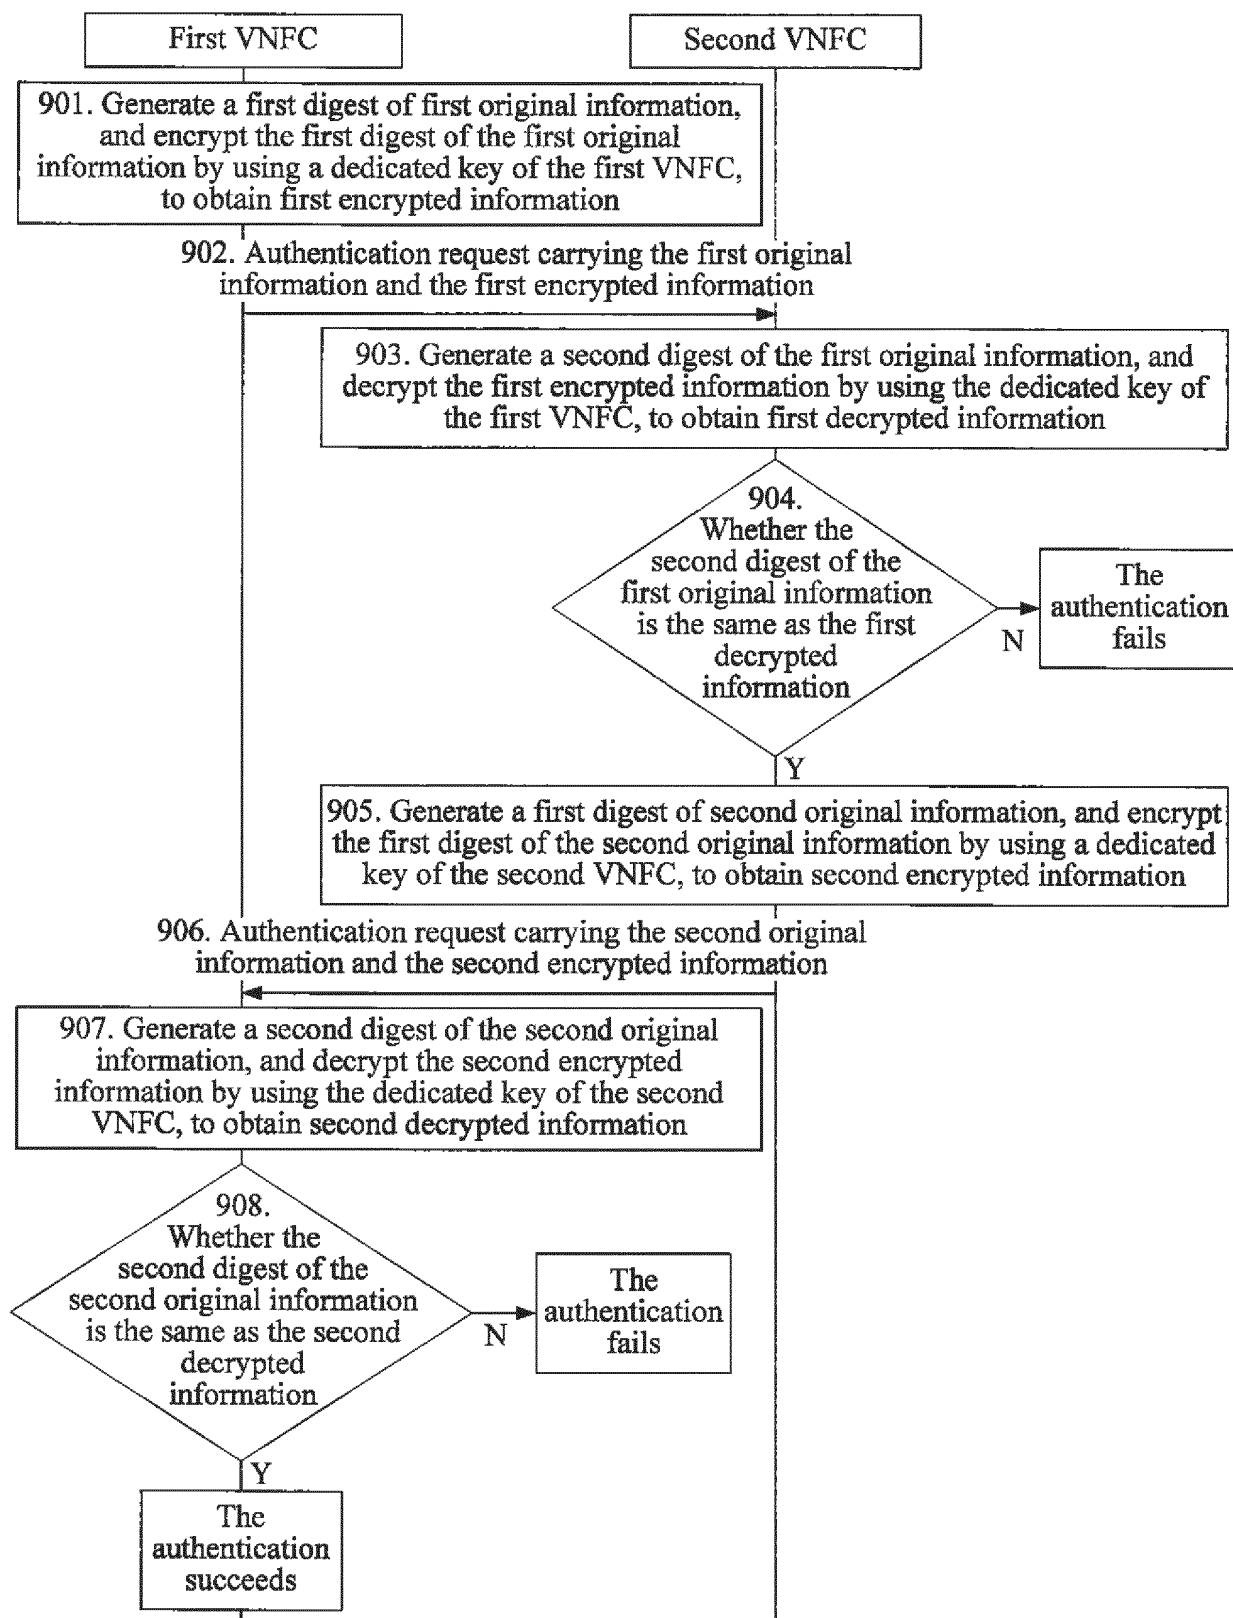 First VNFC
Second VNFC
901. Generate a first digest of first original information,
and encrypt the first digest of the first original
information by using a dedicated key of the first VNFC,
to obtain first encrypted information
902. Authentication request carrying the first original
information and the first encrypted information
903. Generate a second digest of the first original information, and
decrypt the first encrypted information by using the dedicated key of
the first VNFC, to obtain first decrypted information
904.
Whether the
second digest of the
first original information
is the same as the first
decrypted
information
N
The
authentication
fails
Y
905. Generate a first digest of second original information, and encrypt
the first digest of the second original information by using a dedicated
key of the second VNFC, to obtain second encrypted information
906. Authentication request carrying the second original
information and the second encrypted information
907. Generate a second digest of the second original
information, and decrypt the second encrypted
information by using the dedicated key of the second
VNFC, to obtain second decrypted information
908.
Whether the
second digest of the
second original information
is the same as the second
decrypted
information
N
The
authentication
fails
Y
The
authentication
succeeds